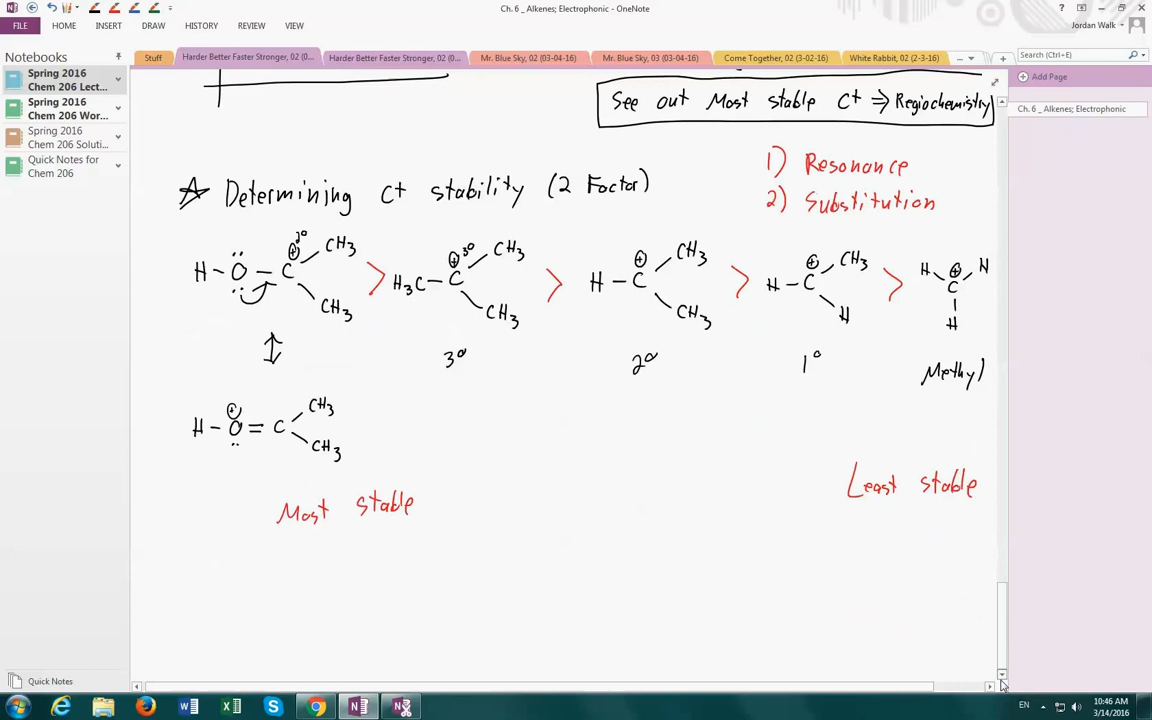 Ch. 6 _ Alkenes; Electrophonic - OneNote
Jordan Walk
FILE HOME INSERT DRAW HISTORY REVIEW VIEW
Notebooks
Spring 2016
Chem 206 Lect...
Spring 2016
Chem 206 Wor...
Spring 2016
Chem 206 Soluti...
Quick Notes for
Chem 206
Quick Notes
Stuff
Harder Better Faster Stronger, 02 (03-04-16)
Harder Better Faster Stronger, 02 (0...
Mr. Blue Sky, 02 (03-04-16)
Mr. Blue Sky, 03 (03-04-16)
Come Together, 02 (3-02-16)
White Rabbit, 02 (2-3-16)
Search (Ctrl+E)
Add Page
Ch. 6 _ Alkenes; Electrophonic
See out Most stable C+ ⇒ Regiochemistry
1) Resonance
2) Substitution
☆ Determining C+ stability (2 Factor)
H - O - C 2° ⊕ CH3 CH3 > H3C - C 3° ⊕ CH3 CH3 > H - C ⊕ CH3 CH3 > H - C ⊕ CH3 H > H C ⊕ H H
3° 2° 1° Methyl
H - O ⊕ = C CH3 CH3
Most stable
Least stable
EN
10:46 AM
3/14/2016